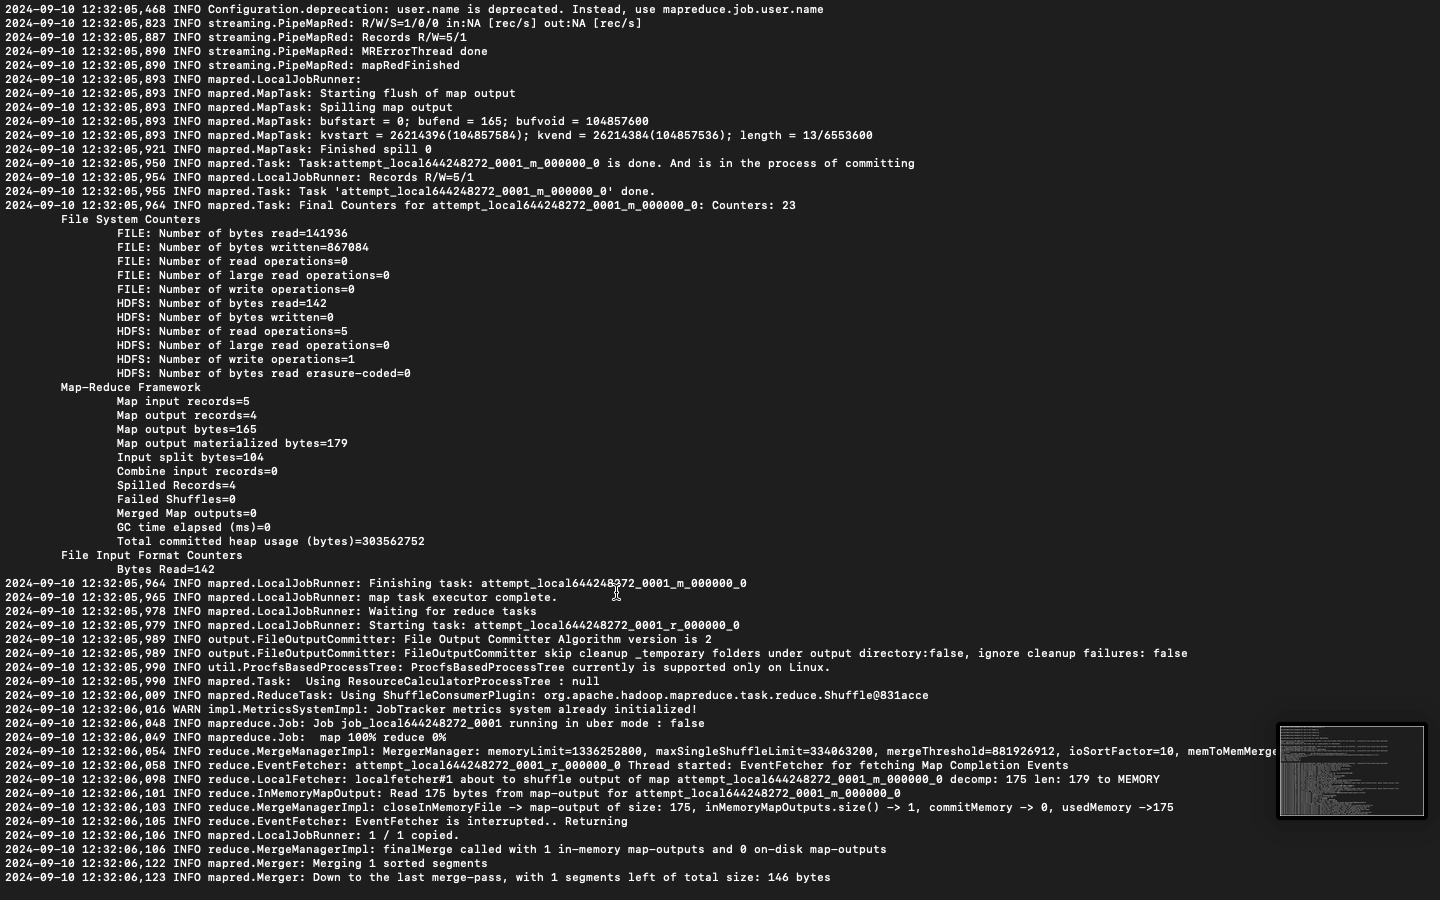 2024-09-10 12:32:05,468 INFO Configuration.deprecation: user.name is deprecated. Instead, use mapreduce.job.user.name
2024-09-10 12:32:05,823 INFO streaming.PipeMapRed: R/W/S=1/0/0 in:NA [rec/s] out:NA [rec/s]
2024-09-10 12:32:05,887 INFO streaming.PipeMapRed: Records R/W=5/1
2024-09-10 12:32:05,890 INFO streaming.PipeMapRed: MRErrorThread done
2024-09-10 12:32:05,890 INFO streaming.PipeMapRed: mapRedFinished
2024-09-10 12:32:05,893 INFO mapred.LocalJobRunner:
2024-09-10 12:32:05,893 INFO mapred.MapTask: Starting flush of map output
2024-09-10 12:32:05,893 INFO mapred.MapTask: Spilling map output
2024-09-10 12:32:05,893 INFO mapred.MapTask: bufstart = 0; bufend = 165; bufvoid = 104857600
2024-09-10 12:32:05,893 INFO mapred.MapTask: kvstart = 26214396(104857584); kvend = 26214384(104857536); length = 13/6553600
2024-09-10 12:32:05,921 INFO mapred.MapTask: Finished spill 0
2024-09-10 12:32:05,950 INFO mapred.Task: Task:attempt_local644248272_0001_m_000000_0 is done. And is in the process of committing
2024-09-10 12:32:05,954 INFO mapred.LocalJobRunner: Records R/W=5/1
2024-09-10 12:32:05,955 INFO mapred.Task: Task 'attempt_local644248272_0001_m_000000_0' done.
2024-09-10 12:32:05,964 INFO mapred.Task: Final Counters for attempt_local644248272_0001_m_000000_0: Counters: 23
File System Counters
FILE: Number of bytes read=141936
FILE: Number of bytes written=867084
FILE: Number of read operations=0
FILE: Number of large read operations=0
FILE: Number of write operations=0
HDFS: Number of bytes read=142
HDFS: Number of bytes written=0
HDFS: Number of read operations=5
HDFS: Number of large read operations=0
HDFS: Number of write operations=1
HDFS: Number of bytes read erasure-coded=0
Map-Reduce Framework
Map input records=5
Map output records=4
Map output bytes=165
Map output materialized bytes=179
Input split bytes=104
Combine input records=0
Spilled Records=4
Failed Shuffles=0
Merged Map outputs=0
GC time elapsed (ms)=0
Total committed heap usage (bytes)=303562752
File Input Format Counters
Bytes Read=142
2024-09-10 12:32:05,964 INFO mapred.LocalJobRunner: Finishing task: attempt_local644248272_0001_m_000000_0
2024-09-10 12:32:05,965 INFO mapred.LocalJobRunner: map task executor complete.
2024-09-10 12:32:05,978 INFO mapred.LocalJobRunner: Waiting for reduce tasks
2024-09-10 12:32:05,979 INFO mapred.LocalJobRunner: Starting task: attempt_local644248272_0001_r_000000_0
2024-09-10 12:32:05,989 INFO output.FileOutputCommitter: File Output Committer Algorithm version is 2
2024-09-10 12:32:05,989 INFO output.FileOutputCommitter: FileOutputCommitter skip cleanup _temporary folders under output directory:false, ignore cleanup failures: false
2024-09-10 12:32:05,990 INFO util.ProcfsBasedProcessTree: ProcfsBasedProcessTree currently is supported only on Linux.
2024-09-10 12:32:05,990 INFO mapred.Task:  Using ResourceCalculatorProcessTree : null
2024-09-10 12:32:06,009 INFO mapred.ReduceTask: Using ShuffleConsumerPlugin: org.apache.hadoop.mapreduce.task.reduce.Shuffle@831acce
2024-09-10 12:32:06,016 WARN impl.MetricsSystemImpl: JobTracker metrics system already initialized!
2024-09-10 12:32:06,048 INFO mapreduce.Job: Job job_local644248272_0001 running in uber mode : false
2024-09-10 12:32:06,049 INFO mapreduce.Job:  map 100% reduce 0%
2024-09-10 12:32:06,054 INFO reduce.MergeManagerImpl: MergerManager: memoryLimit=1336252800, maxSingleShuffleLimit=334063200, mergeThreshold=881926912, ioSortFactor=10, memToMemMerge
2024-09-10 12:32:06,058 INFO reduce.EventFetcher: attempt_local644248272_0001_r_000000_0 Thread started: EventFetcher for fetching Map Completion Events
2024-09-10 12:32:06,098 INFO reduce.LocalFetcher: localfetcher#1 about to shuffle output of map attempt_local644248272_0001_m_000000_0 decomp: 175 len: 179 to MEMORY
2024-09-10 12:32:06,101 INFO reduce.InMemoryMapOutput: Read 175 bytes from map-output for attempt_local644248272_0001_m_000000_0
2024-09-10 12:32:06,103 INFO reduce.MergeManagerImpl: closeInMemoryFile -> map-output of size: 175, inMemoryMapOutputs.size() -> 1, commitMemory -> 0, usedMemory ->175
2024-09-10 12:32:06,105 INFO reduce.EventFetcher: EventFetcher is interrupted.. Returning
2024-09-10 12:32:06,106 INFO mapred.LocalJobRunner: 1 / 1 copied.
2024-09-10 12:32:06,106 INFO reduce.MergeManagerImpl: finalMerge called with 1 in-memory map-outputs and 0 on-disk map-outputs
2024-09-10 12:32:06,122 INFO mapred.Merger: Merging 1 sorted segments
2024-09-10 12:32:06,123 INFO mapred.Merger: Down to the last merge-pass, with 1 segments left of total size: 146 bytes